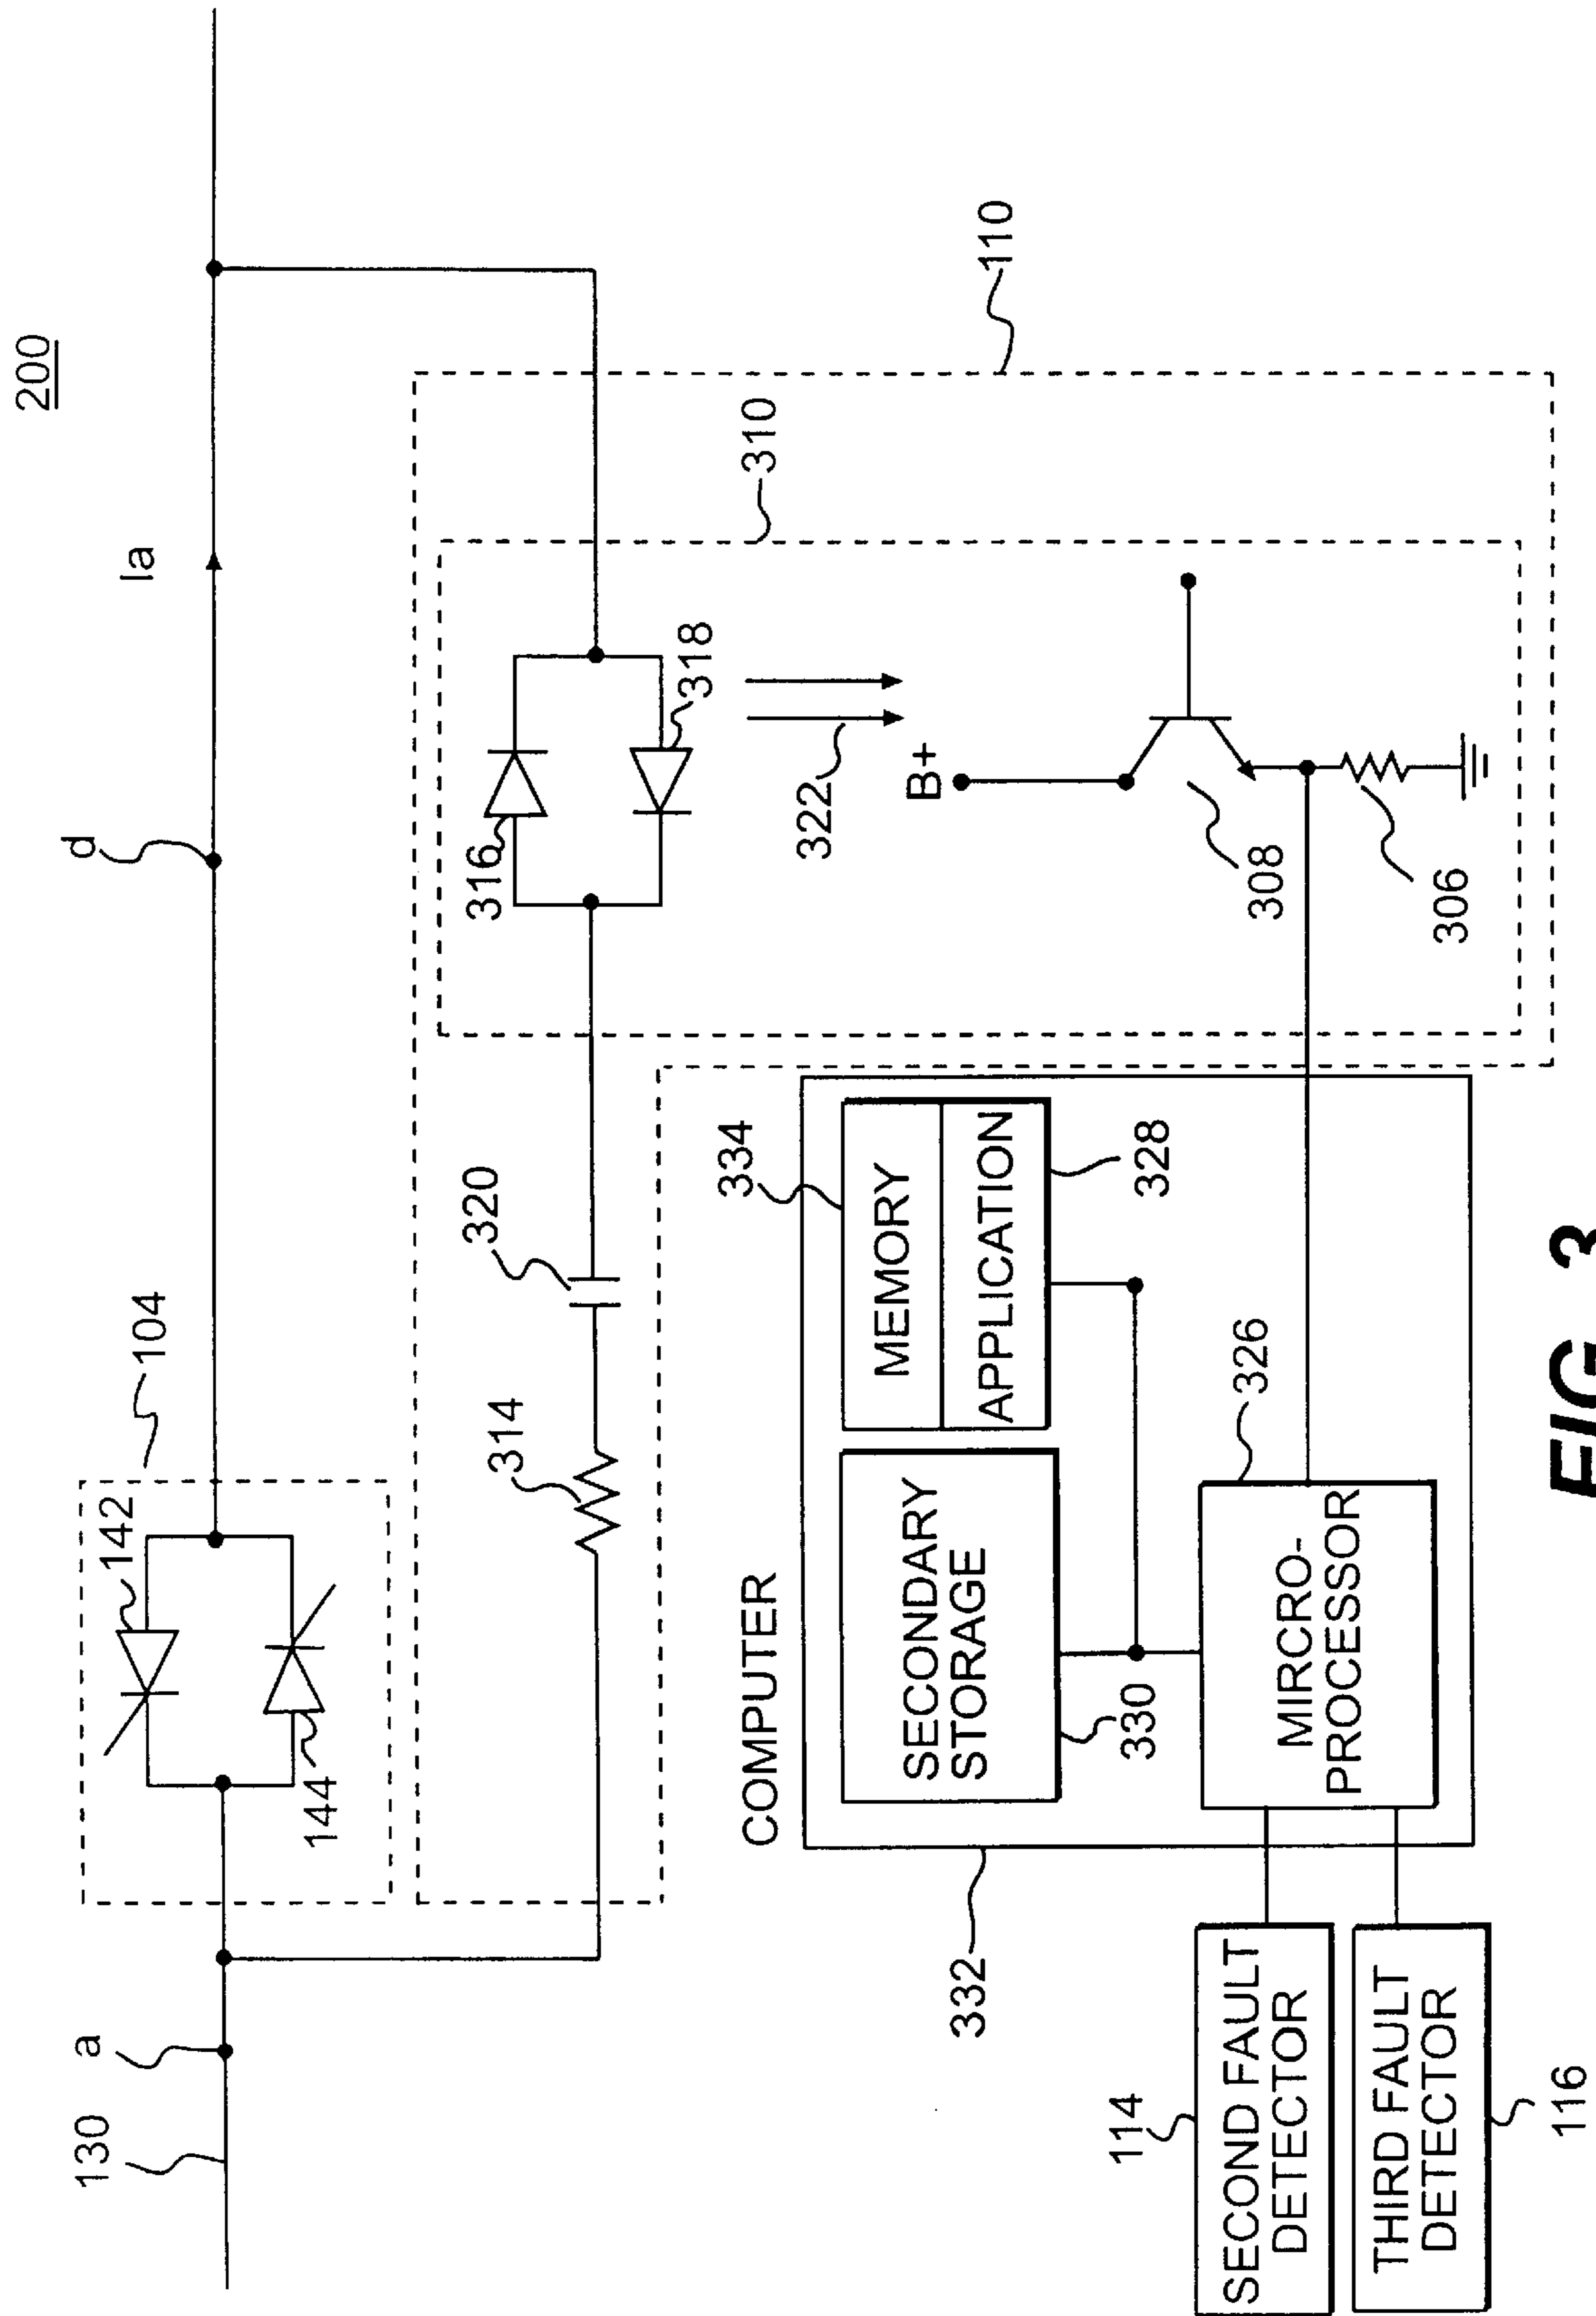 200
130
a
104
142
144
d
Ia
110
310
314
320
316
318
322
B+
308
306
COMPUTER
332
SECONDARY
STORAGE
330
334
MEMORY
APPLICATION
328
326
MIRCRO-
PROCESSOR
114
SECOND FAULT
DETECTOR
THIRD FAULT
DETECTOR
116
FIG. 3